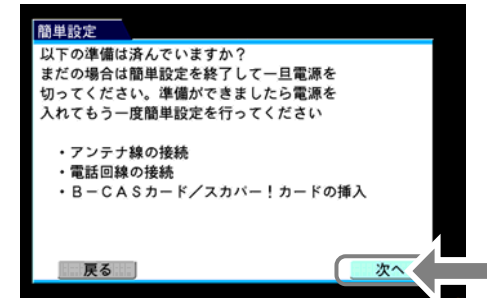 簡単設定
以下の準備は済んでいますか?
まだの場合は簡単設定を終了して一旦電源を
切ってください。準備ができましたら電源を
入れてもう一度簡単設定を行ってください
・アンテナ線の接続
・電話回線の接続
・B−CASカード/スカパー!カードの挿入
戻る
次へ